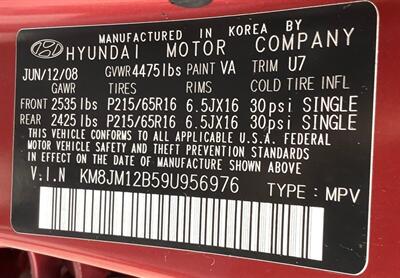 MANUFACTURED IN KOREA BY
HYUNDAI MOTOR COMPANY
JUN/12/08 GVWR 4475lbs PAINT VA TRIM U7
GAWR TIRES RIMS COLD TIRE INFL
FRONT 2535 lbs P215/65R16 6.5JX16 30psi SINGLE
REAR 2425 lbs P215/65R16 6.5JX16 30psi SINGLE
THIS VEHICLE CONFORMS TO ALL APPLICABLE U.S.A.FEDERAL
MOTOR VEHICLE SAFETY AND THEFT PREVENTION STANDARDS
IN EFFECT ON THE DATE OF MANUFACTURE SHOWN ABOVE.
V.I.N KM8JM12B59U956976 TYPE: MPV